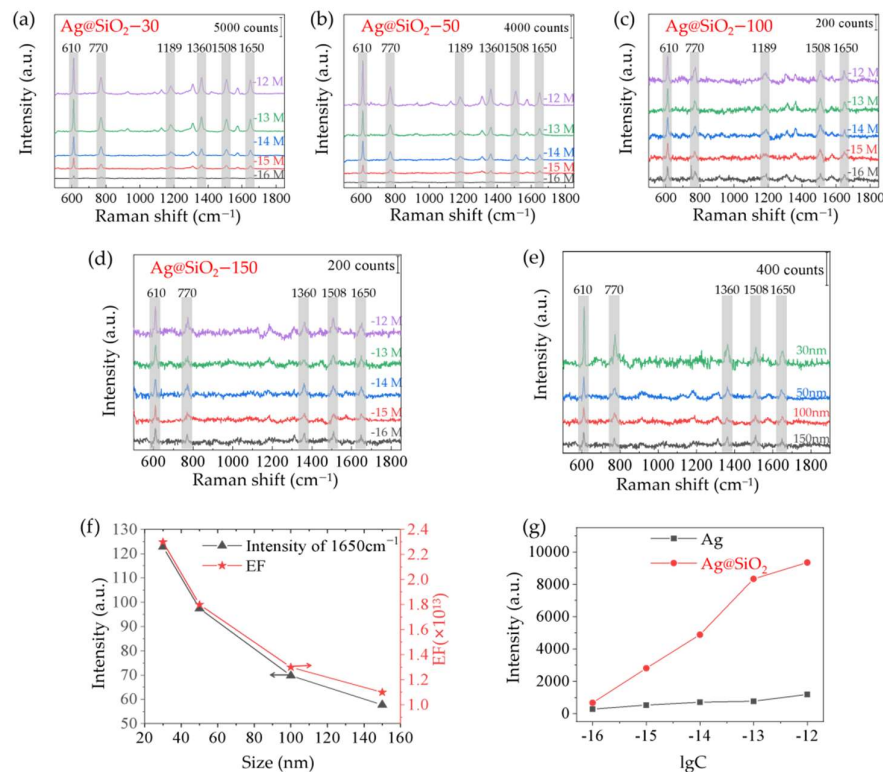 (a)
Ag@SiO₂−30
5000 counts
610 770 1189 1360 1508 1650
-12 M
-13 M
-14 M
-15 M
-16 M
Intensity (a.u.)
600 800 1000 1200 1400 1600 1800
Raman shift (cm⁻¹)
(b)
Ag@SiO₂−50
4000 counts
610 770 1189 1360 1508 1650
-12 M
-13 M
-14 M
-15 M
-16 M
Intensity (a.u.)
600 800 1000 1200 1400 1600 1800
Raman shift (cm⁻¹)
(c)
Ag@SiO₂−100
200 counts
610 770 1189 1508 1650
-12 M
-13 M
-14 M
-15 M
-16 M
Intensity (a.u.)
600 800 1000 1200 1400 1600 1800
Raman shift (cm⁻¹)
(d)
Ag@SiO₂−150
200 counts
610 770 1360 1508 1650
-12 M
-13 M
-14 M
-15 M
-16 M
Intensity (a.u.)
600 800 1000 1200 1400 1600 1800
Raman shift (cm⁻¹)
(e)
400 counts
610 770 1360 1508 1650
30nm
50nm
100nm
150nm
Intensity (a.u.)
600 800 1000 1200 1400 1600 1800
Raman shift (cm⁻¹)
(f)
130
120
110
100
90
80
70
60
50
Intensity (a.u.)
Intensity of 1650cm⁻¹
EF
2.4
2.2
2.0
1.8
1.6
1.4
1.2
1.0
EF(×10¹³)
20 40 60 80 100 120 140 160
Size (nm)
(g)
10000
8000
6000
4000
2000
0
Intensity (a.u.)
Ag
Ag@SiO₂
-16 -15 -14 -13 -12
lgC